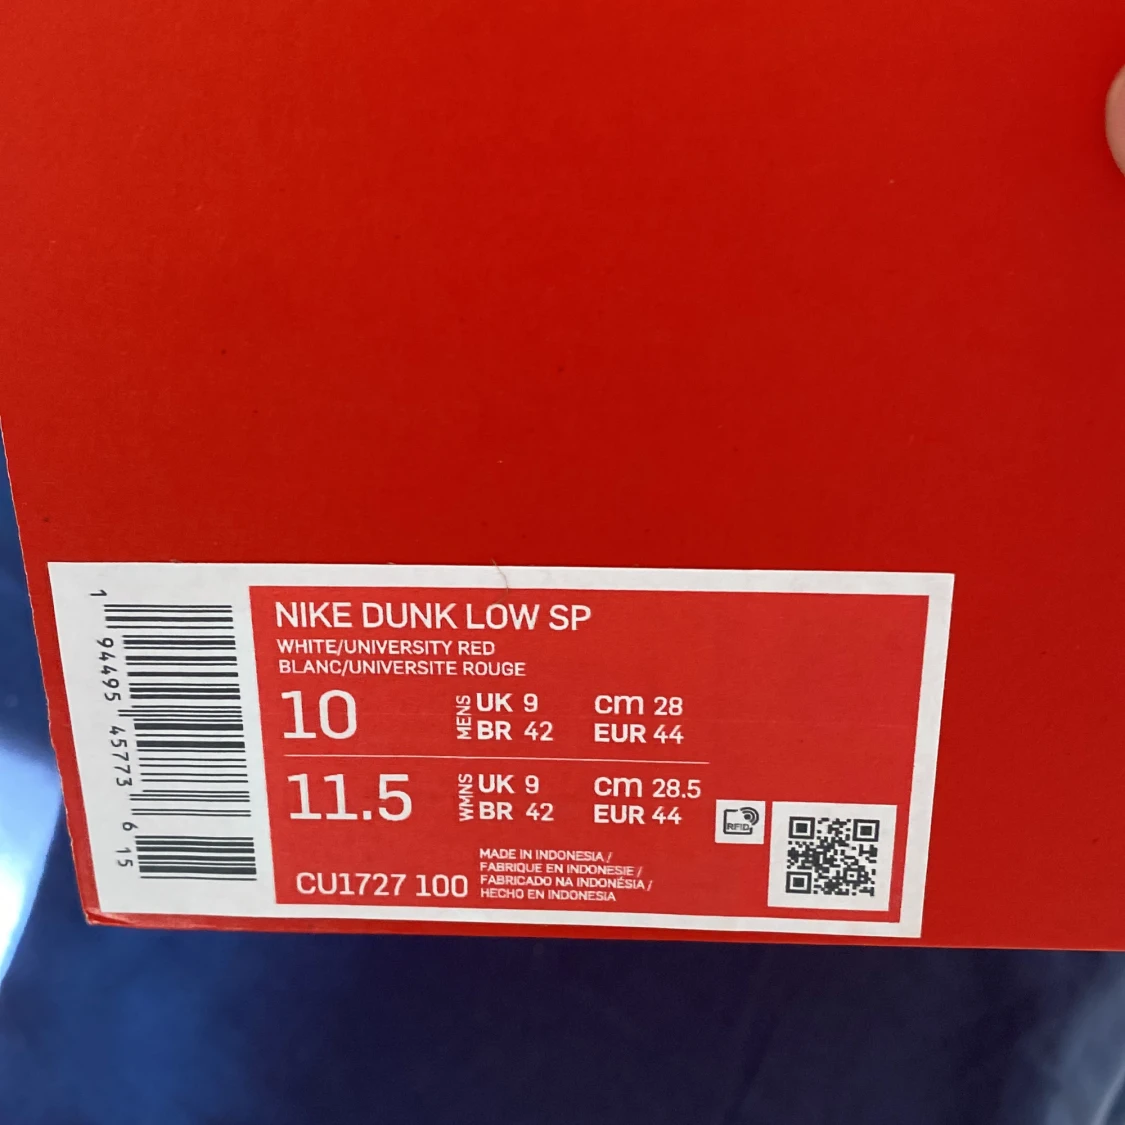 NIKE DUNK LOW SP
WHITE/UNIVERSITY RED
BLANC/UNIVERSITE ROUGE
10 MENS UK 9 cm 28
BR 42 EUR 44
11.5 WMNS UK 9 cm 28.5
BR 42 EUR 44
RFID
CU1727 100
MADE IN INDONESIA /
FABRIQUE EN INDONESIE /
FABRICADO NA INDONÉSIA /
HECHO EN INDONESIA
1 94495 45773 6 15